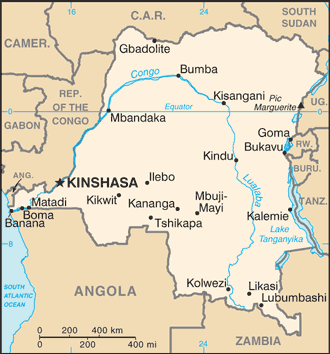 16
C.A.R.
24
SOUTH
SUDAN
CAMER.
Gbadolite
Congo
Bumba
REP.
OF THE
CONGO
Kisangani
UG.
Pic
Marguerite
Equator
0
0
Mbandaka
GABON
Goma
Bukavu
RW.
Kindu
BURU.
ANG.
KINSHASA
Ilebo
Lualaba
TANZ.
Matadi
Boma
Banana
Kikwit
Kananga
Mbuji-
Mayi
Kalemie
Tshikapa
Lake
Tanganyika
8
SOUTH
ATLANTIC
OCEAN
ANGOLA
Kolwezi
Likasi
Lubumbashi
0 200 400 km
0 200 400 mi
ZAMBIA
24